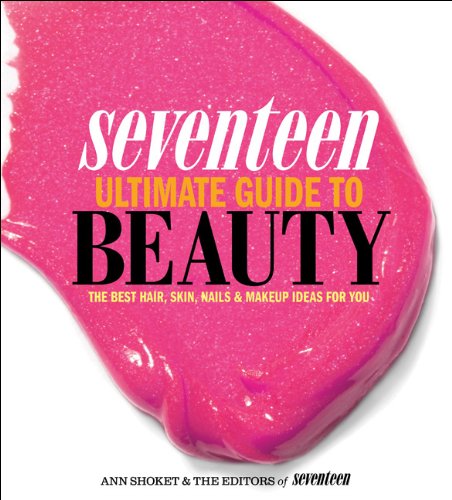 seventeen
ULTIMATE GUIDE TO
BEAUTY
THE BEST HAIR, SKIN, NAILS & MAKEUP IDEAS FOR YOU
ANN SHOKET & THE EDITORS of seventeen